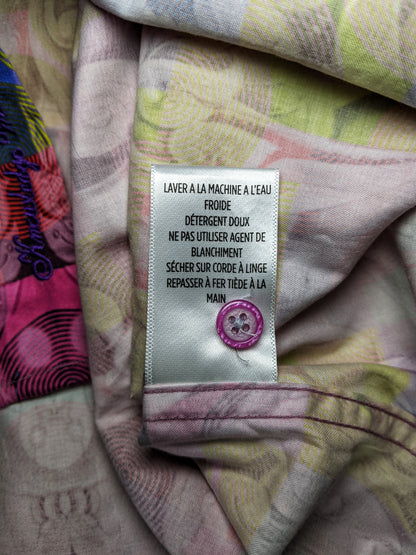 LAVER A LA MACHINE A L'EAU
FROIDE
DÉTERGENT DOUX
NE PAS UTILISER AGENT DE
BLANCHIMENT
SÉCHER SUR CORDE À LINGE
REPASSER À FER TIÈDE À LA
MAIN